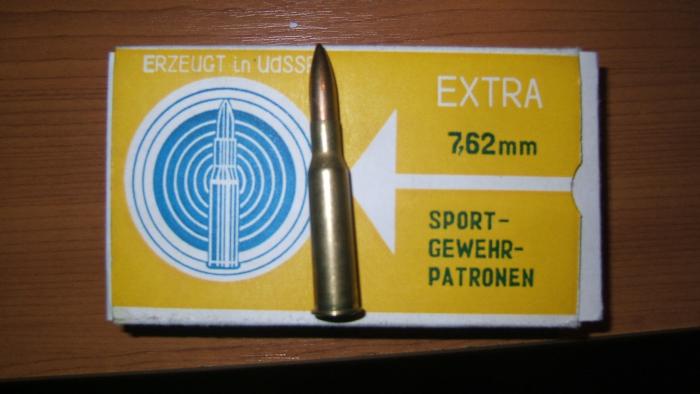 ERZEUGT in UdSS
EXTRA
7,62mm
SPORT-
GEWEHR-
PATRONEN